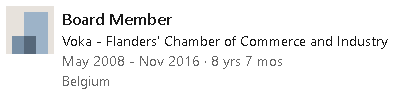 Board Member
Voka - Flanders' Chamber of Commerce and Industry
May 2008 - Nov 2016 · 8 yrs 7 mos
Belgium